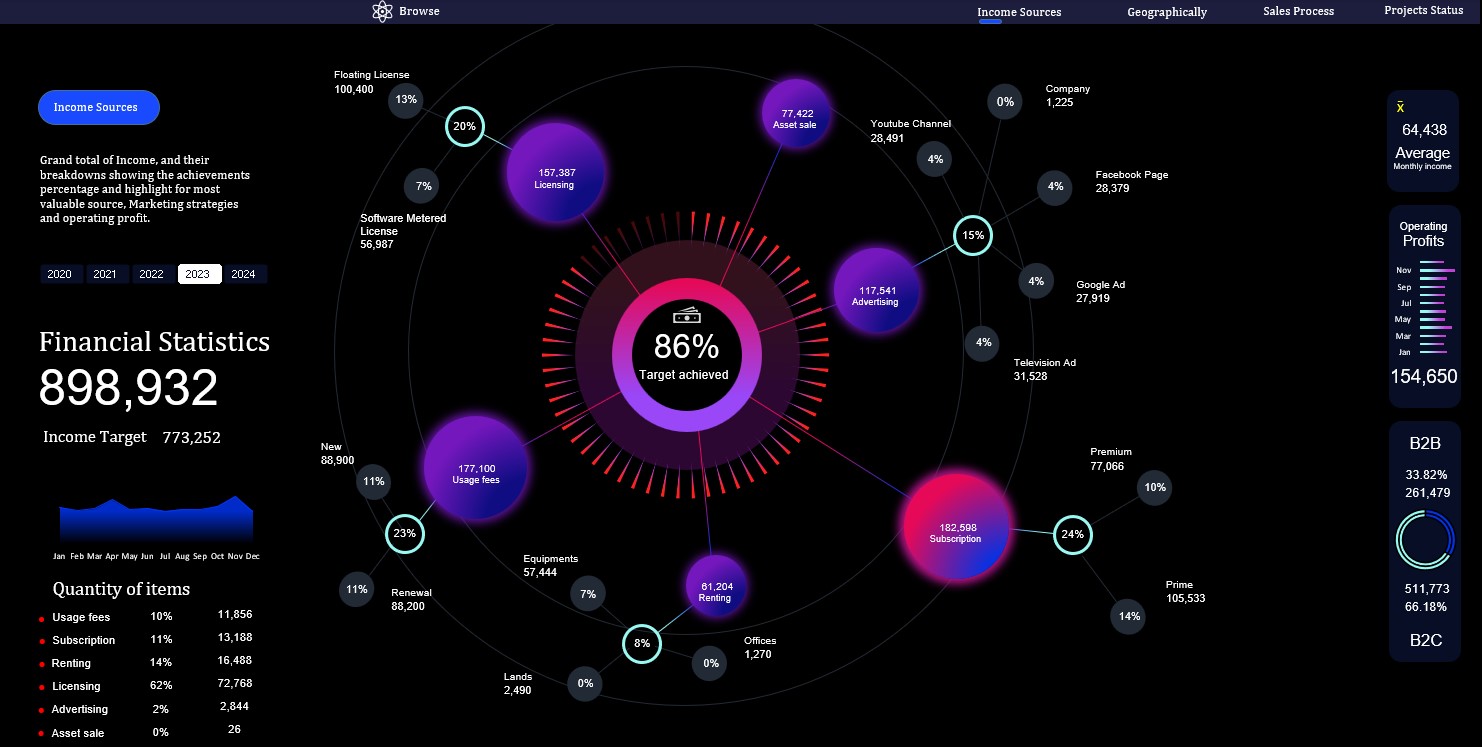 Browse
Income Sources
Geographically
Sales Process
Projects Status
Income Sources
Grand total of Income, and their
breakdowns showing the achievements
percentage and highlight for most
valuable source, Marketing strategies
and operating profit.
2020 2021 2022 2023 2024
Financial Statistics
898,932
Income Target 773,252
Jan Feb Mar Apr May Jun Jul Aug Sep Oct Nov Dec
Quantity of items
Usage fees 10% 11,856
Subscription 11% 13,188
Renting 14% 16,488
Licensing 62% 72,768
Advertising 2% 2,844
Asset sale 0% 26
Floating License
100,400
13%
20%
7%
Software Metered
License
56,987
157,387
Licensing
77,422
Asset sale
Youtube Channel
28,491
4%
0%
Company
1,225
4%
Facebook Page
28,379
15%
4%
Google Ad
27,919
4%
Television Ad
31,528
117,541
Advertising
86%
Target achieved
New
88,900
11%
23%
11%
Renewal
88,200
177,100
Usage fees
Equipments
57,444
7%
61,204
Renting
8%
Offices
1,270
0%
Lands
2,490
0%
182,598
Subscription
24%
Premium
77,066
10%
Prime
105,533
14%
x̄
64,438
Average
Monthly income
Operating
Profits
Nov
Sep
Jul
May
Mar
Jan
154,650
B2B
33.82%
261,479
511,773
66.18%
B2C